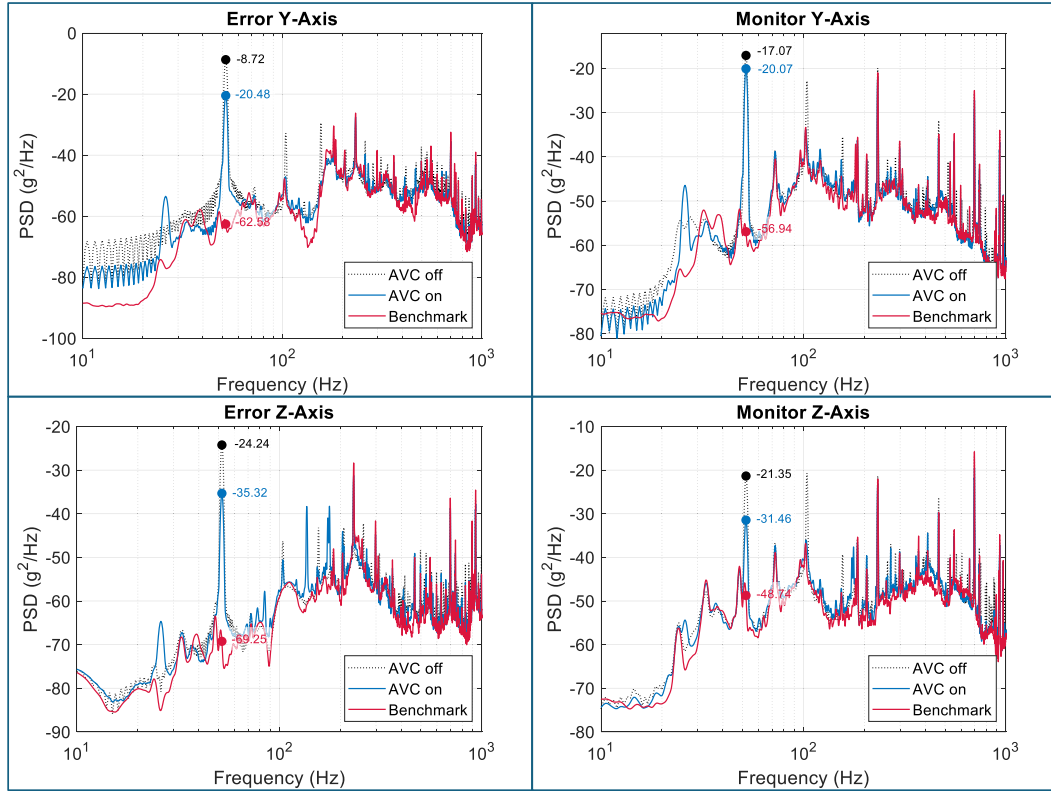 Error Y-Axis
0
-20
-40
-60
-80
-100
PSD (g²/Hz)
-8.72
-20.48
-62.58
AVC off
AVC on
Benchmark
10¹
10²
10³
Frequency (Hz)
Monitor Y-Axis
-20
-30
-40
-50
-60
-70
-80
PSD (g²/Hz)
-17.07
-20.07
-56.94
AVC off
AVC on
Benchmark
10¹
10²
10³
Frequency (Hz)
Error Z-Axis
-20
-30
-40
-50
-60
-70
-80
-90
PSD (g²/Hz)
-24.24
-35.32
-69.25
AVC off
AVC on
Benchmark
10¹
10²
10³
Frequency (Hz)
Monitor Z-Axis
-10
-20
-30
-40
-50
-60
-70
-80
PSD (g²/Hz)
-21.35
-31.46
-48.74
AVC off
AVC on
Benchmark
10¹
10²
10³
Frequency (Hz)